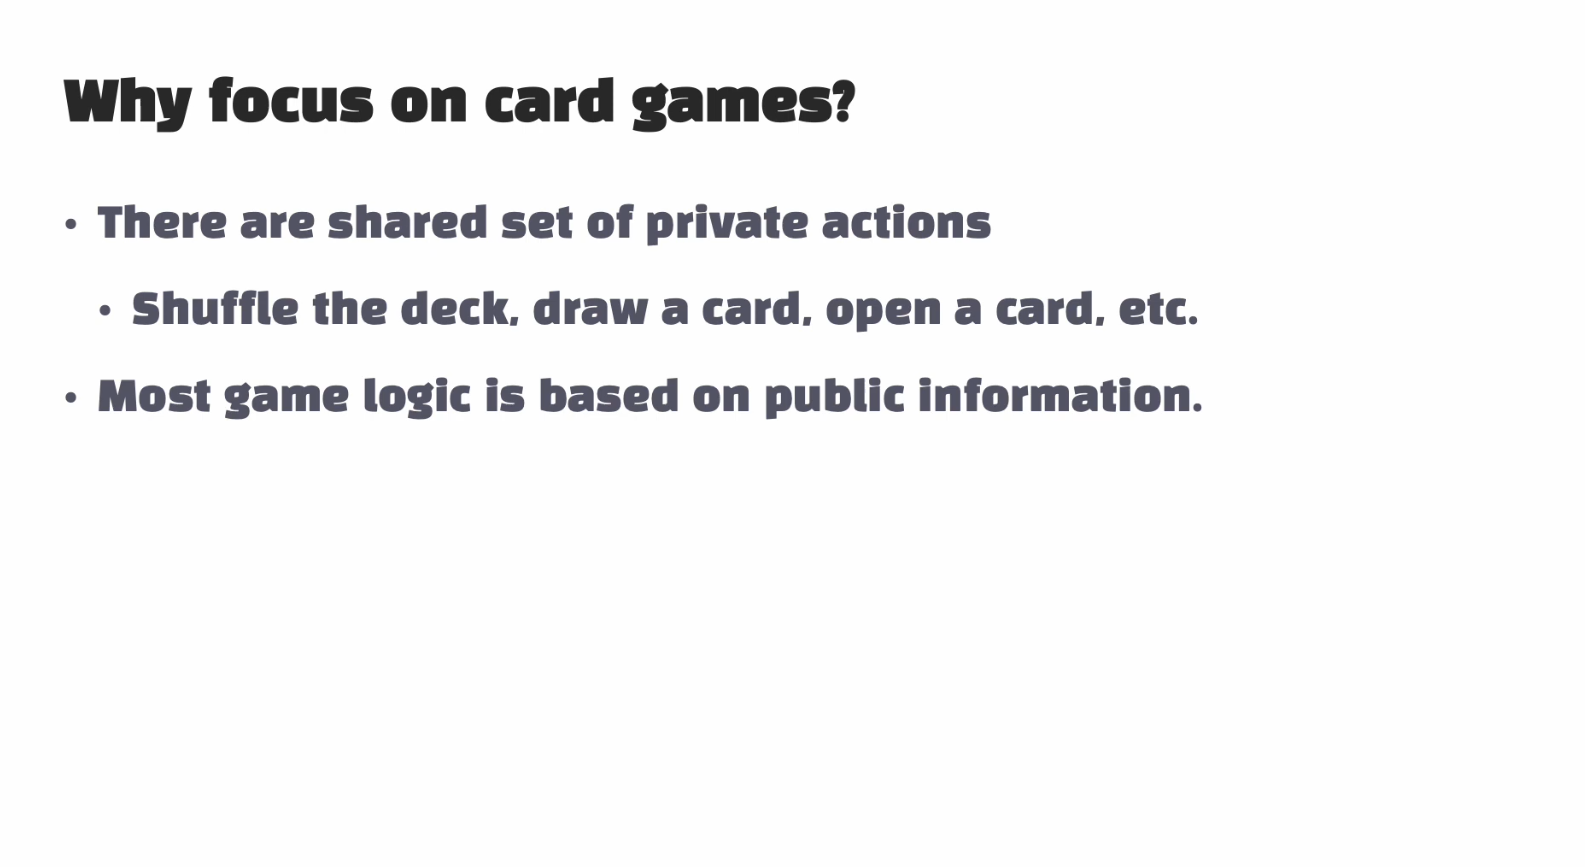 Why focus on card games?
• There are shared set of private actions
• Shuffle the deck, draw a card, open a card, etc.
• Most game logic is based on public information.